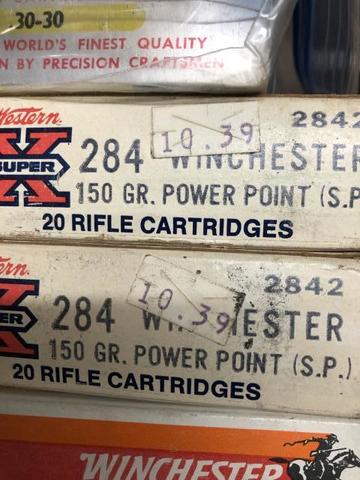 30-30
WORLD'S FINEST QUALITY
BY PRECISION CRAFTSMEN
Western
2842
X
SUPER
10.39
284 WINCHESTER
150 GR. POWER POINT (S.P.
20 RIFLE CARTRIDGES
2842
X
10.39
284
150 GR. POWER POINT (S.P.)
20 RIFLE CARTRIDGES
WINCHESTER